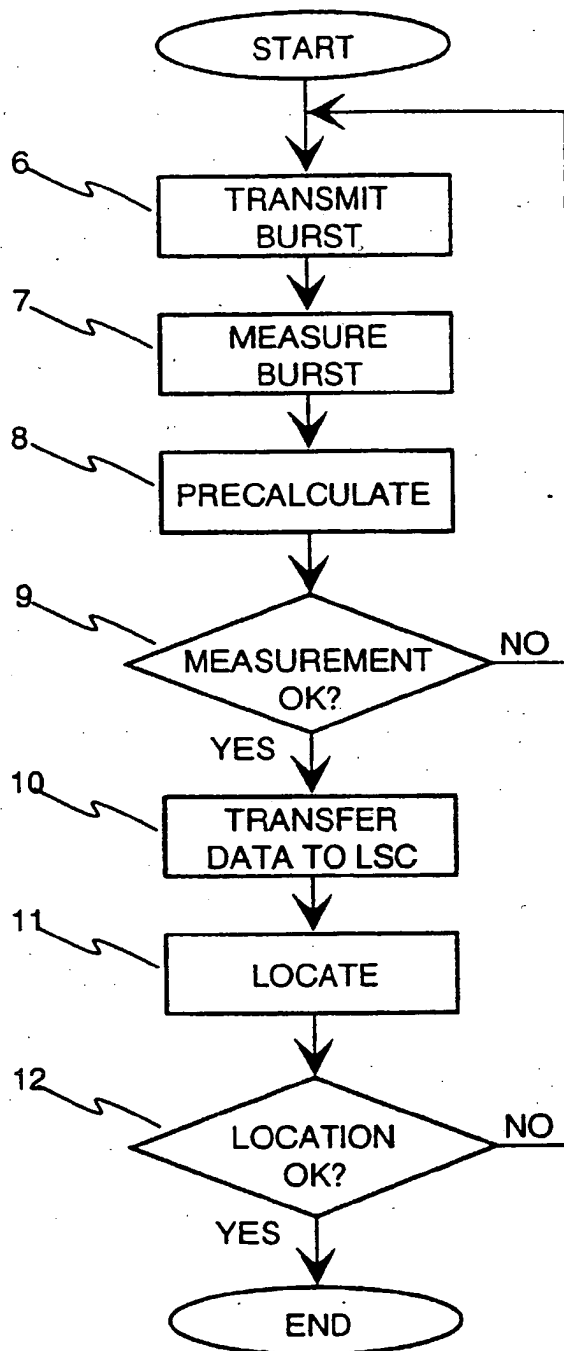 START
6
TRANSMIT
BURST
7
MEASURE
BURST
8
PRECALCULATE
9
MEASUREMENT
OK?
NO
YES
10
TRANSFER
DATA TO LSC
11
LOCATE
12
LOCATION
OK?
NO
YES
END